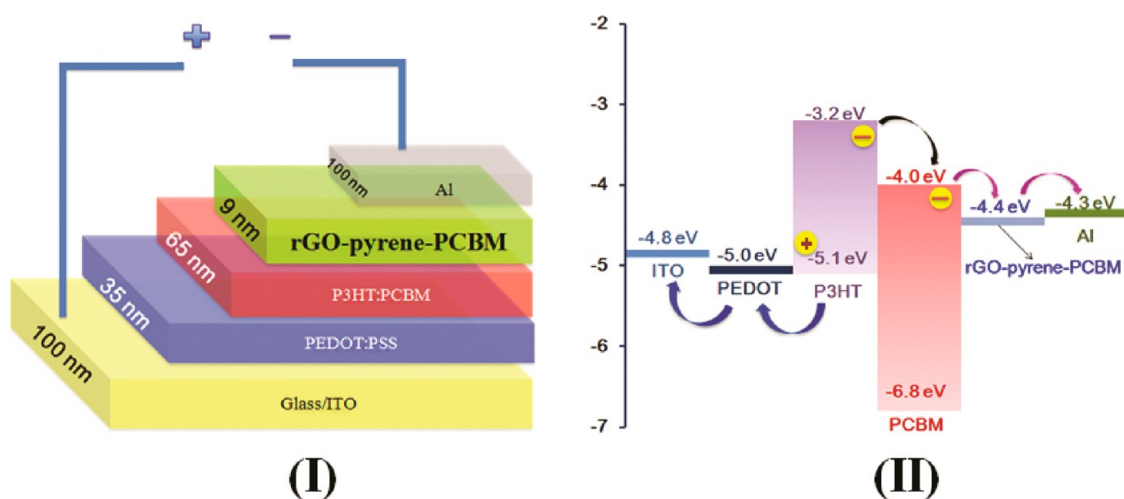 + −
100 nm
Al
9 nm
rGO-pyrene-PCBM
65 nm
P3HT:PCBM
35 nm
PEDOT:PSS
100 nm
Glass/ITO
(I)
-2
-3
-4
-5
-6
-7
-3.2 eV
−
-4.0 eV
−
-4.4 eV
-4.3 eV
Al
rGO-pyrene-PCBM
-4.8 eV
ITO
-5.0 eV
PEDOT
+
-5.1 eV
P3HT
-6.8 eV
PCBM
(II)